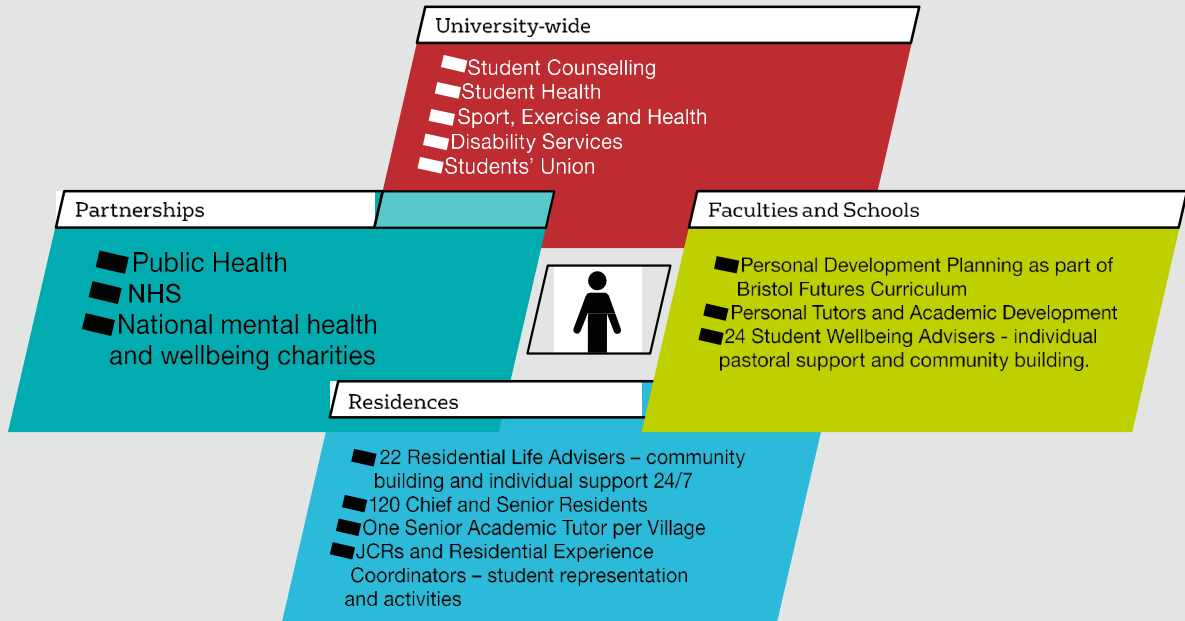 University-wide
Student Counselling
Student Health
Sport, Exercise and Health
Disability Services
Students' Union
Partnerships
Public Health
NHS
National mental health
and wellbeing charities
Faculties and Schools
Personal Development Planning as part of
Bristol Futures Curriculum
Personal Tutors and Academic Development
24 Student Wellbeing Advisers - individual
pastoral support and community building.
Residences
22 Residential Life Advisers – community
building and individual support 24/7
120 Chief and Senior Residents
One Senior Academic Tutor per Village
JCRs and Residential Experience
Coordinators – student representation
and activities